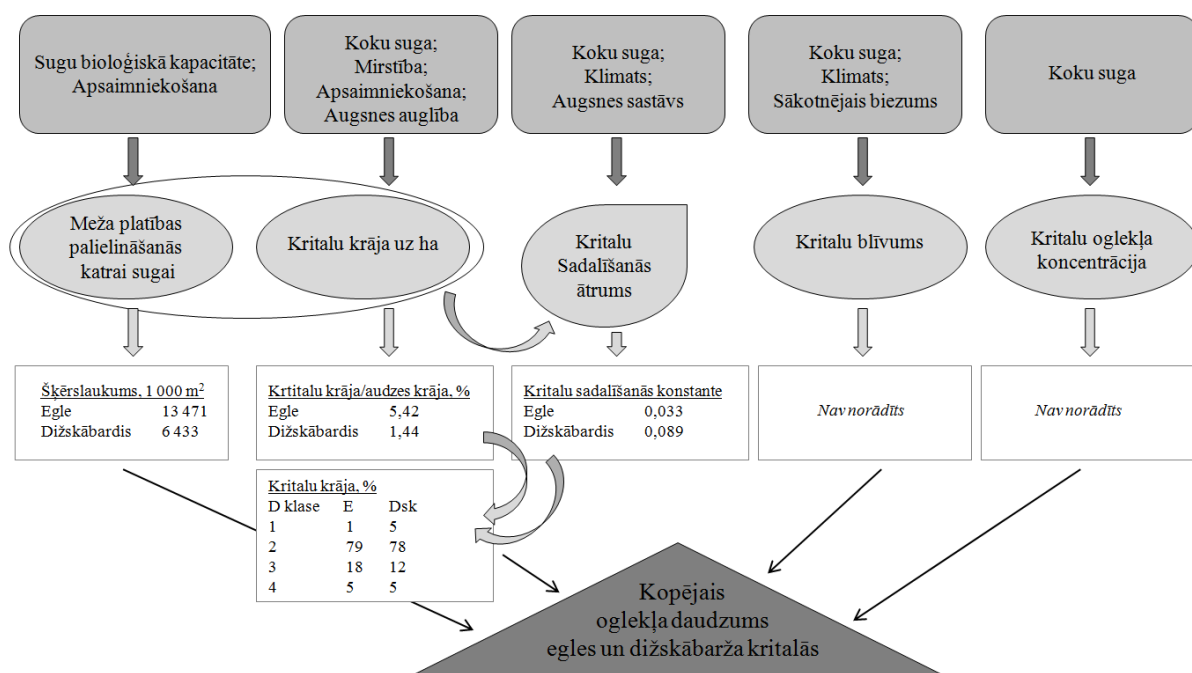 Sugu bioloģiskā kapacitāte;
Apsaimniekošana
Koku suga;
Mirstība;
Apsaimniekošana;
Augsnes auglība
Koku suga;
Klimats;
Augsnes sastāvs
Koku suga;
Klimats;
Sākotnējais biezums
Koku suga
Meža platības
palielināšanās
katrai sugai
Kritalu krāja uz ha
Kritalu
Sadalīšanās
ātrums
Kritalu blīvums
Kritalu oglekļa
koncentrācija
Šķērslaukums, 1 000 m²
Egle 13 471
Dižskābardis 6 433
Krtitalu krāja/audzes krāja, %
Egle 5,42
Dižskābardis 1,44
Kritalu sadalīšanās konstante
Egle 0,033
Dižskābardis 0,089
Nav norādīts
Nav norādīts
Kritalu krāja, %
D klase E Dsk
1 1 5
2 79 78
3 18 12
4 5 5
Kopējais
oglekļa daudzums
egles un dižskābarža kritalās